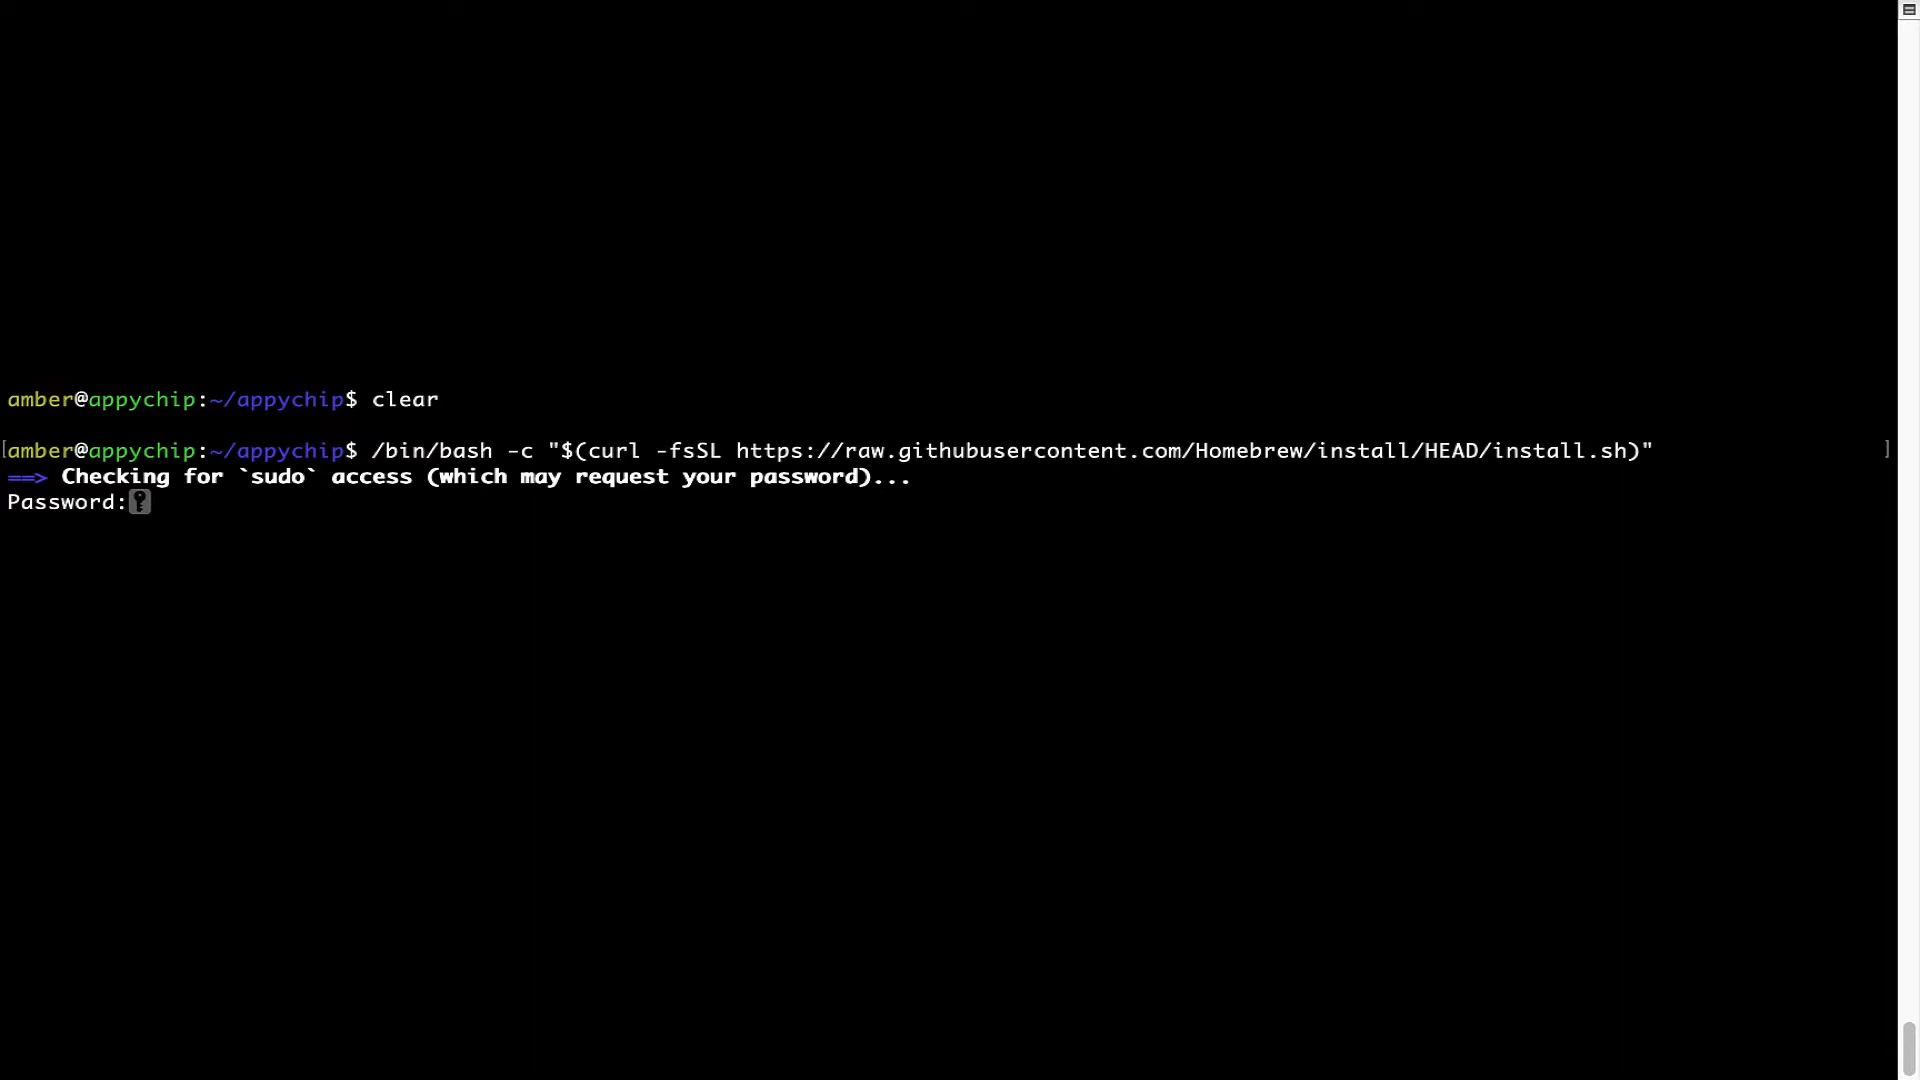 amber@appychip:~/appychip$ clear
[amber@appychip:~/appychip$ /bin/bash -c "$(curl -fsSL https://raw.githubusercontent.com/Homebrew/install/HEAD/install.sh)" ]
==> Checking for `sudo` access (which may request your password)...
Password: